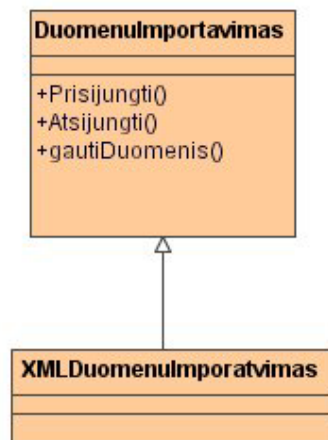 DuomenuImportavimas
+Prisijungti()
+Atsijungti()
+gautiDuomenis()
XMLDuomenuImporatvimas